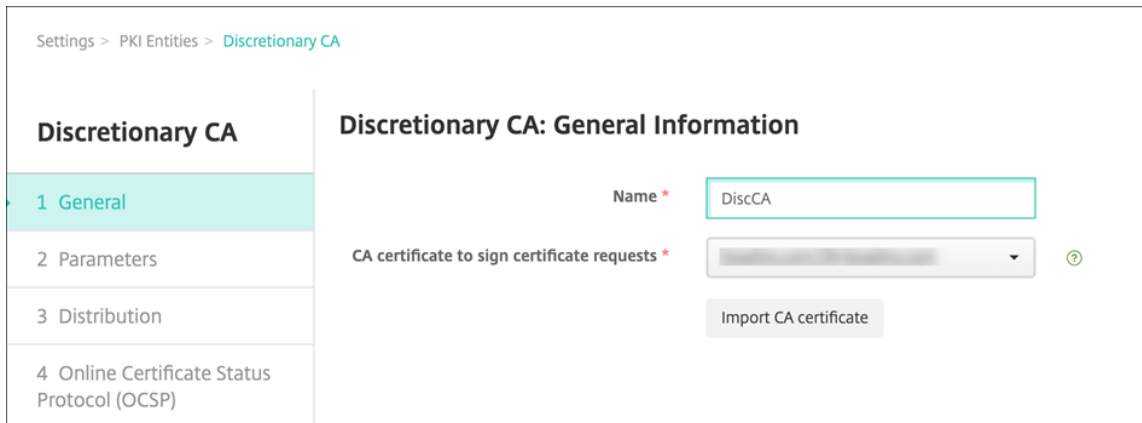 Settings > PKI Entities > Discretionary CA
Discretionary CA
1 General
2 Parameters
3 Distribution
4 Online Certificate Status
Protocol (OCSP)
Discretionary CA: General Information
Name *
DiscCA
CA certificate to sign certificate requests *
?
Import CA certificate